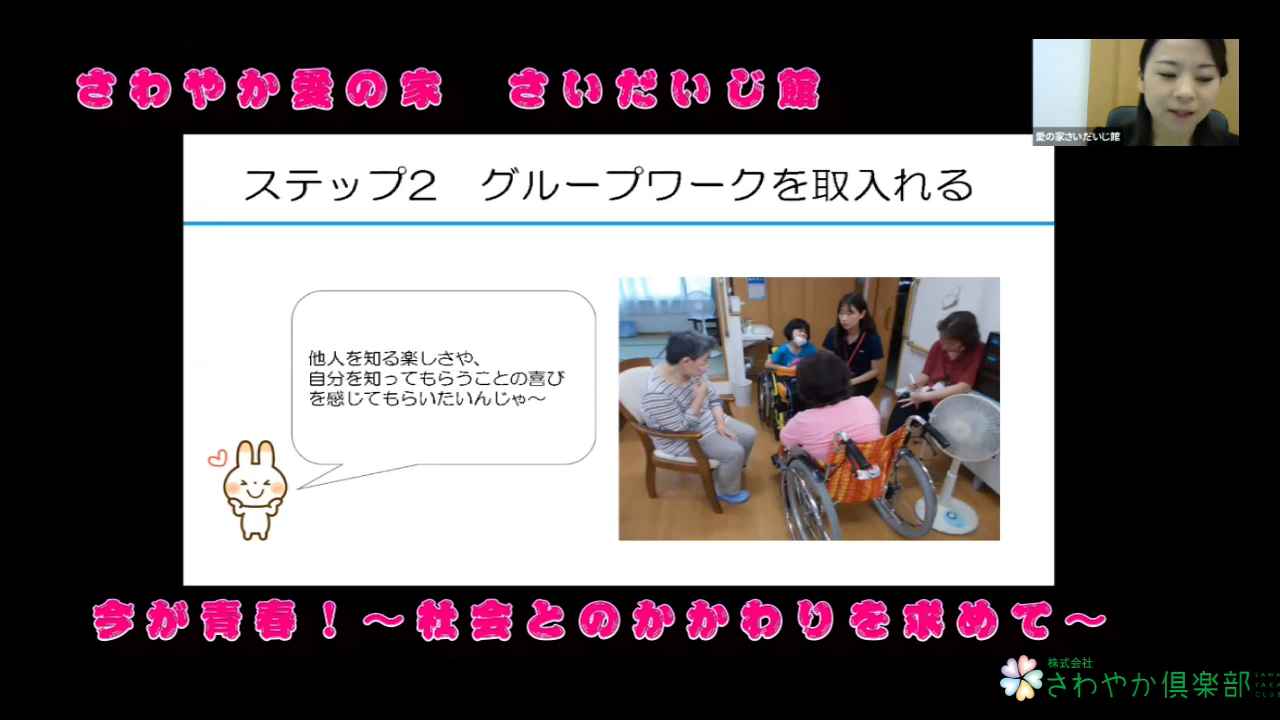 さわやか愛の家 さいだいじ館
愛の家さいだいじ館
ステップ2 グループワークを取入れる
他人を知る楽しさや、
自分を知ってもらうことの喜び
を感じてもらいたいんじゃ～
今が青春！～社会とのかかわりを求めて～
株式会社
さわやか倶楽部
SAWA
YAKA
CLUB